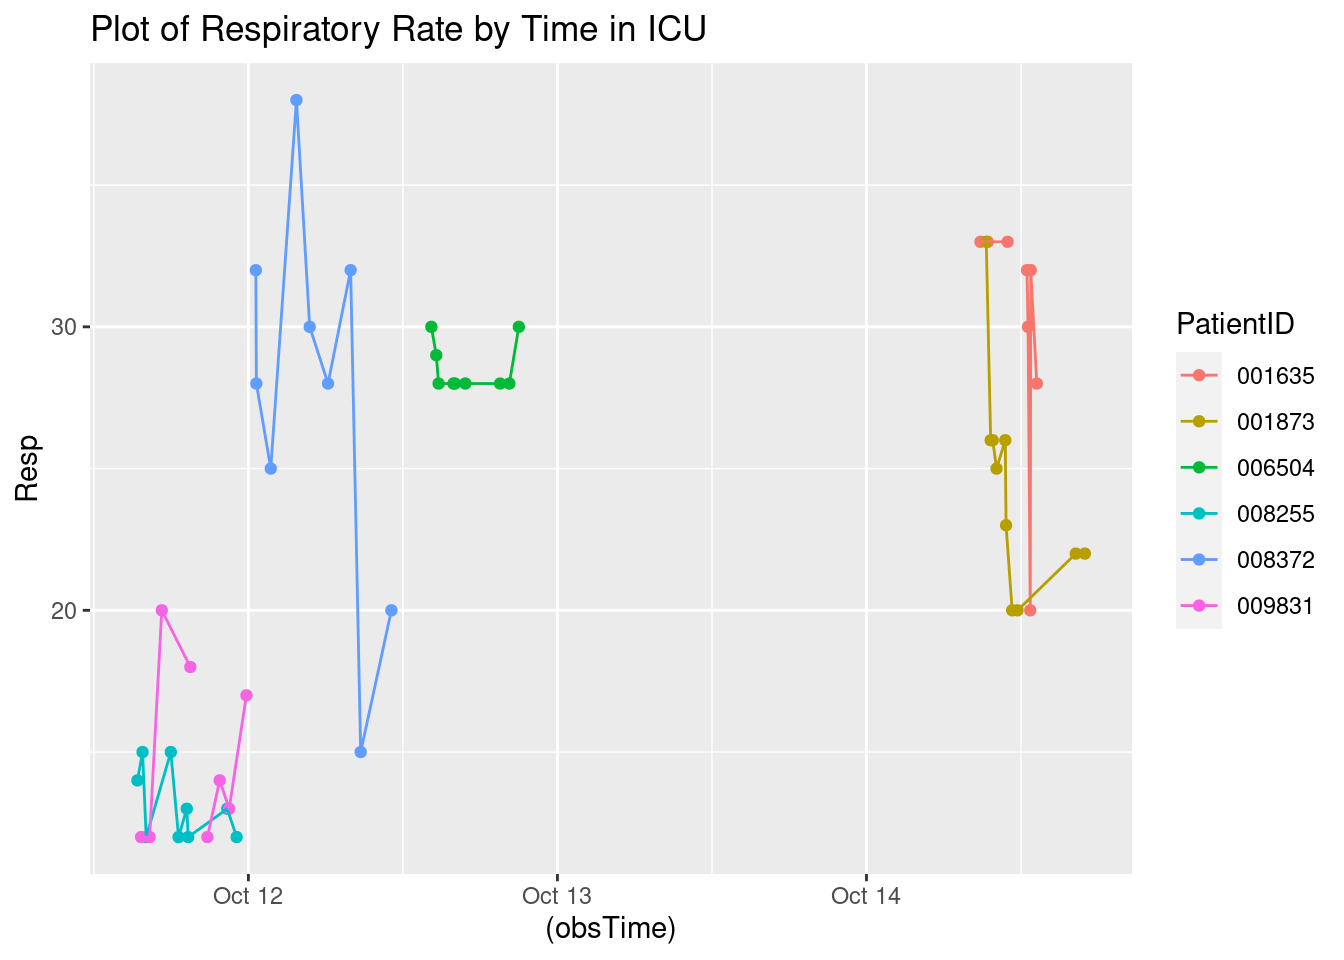 Plot of Respiratory Rate by Time in ICU
Resp
30
20
Oct 12
Oct 13
Oct 14
(obsTime)
PatientID
001635
001873
006504
008255
008372
009831